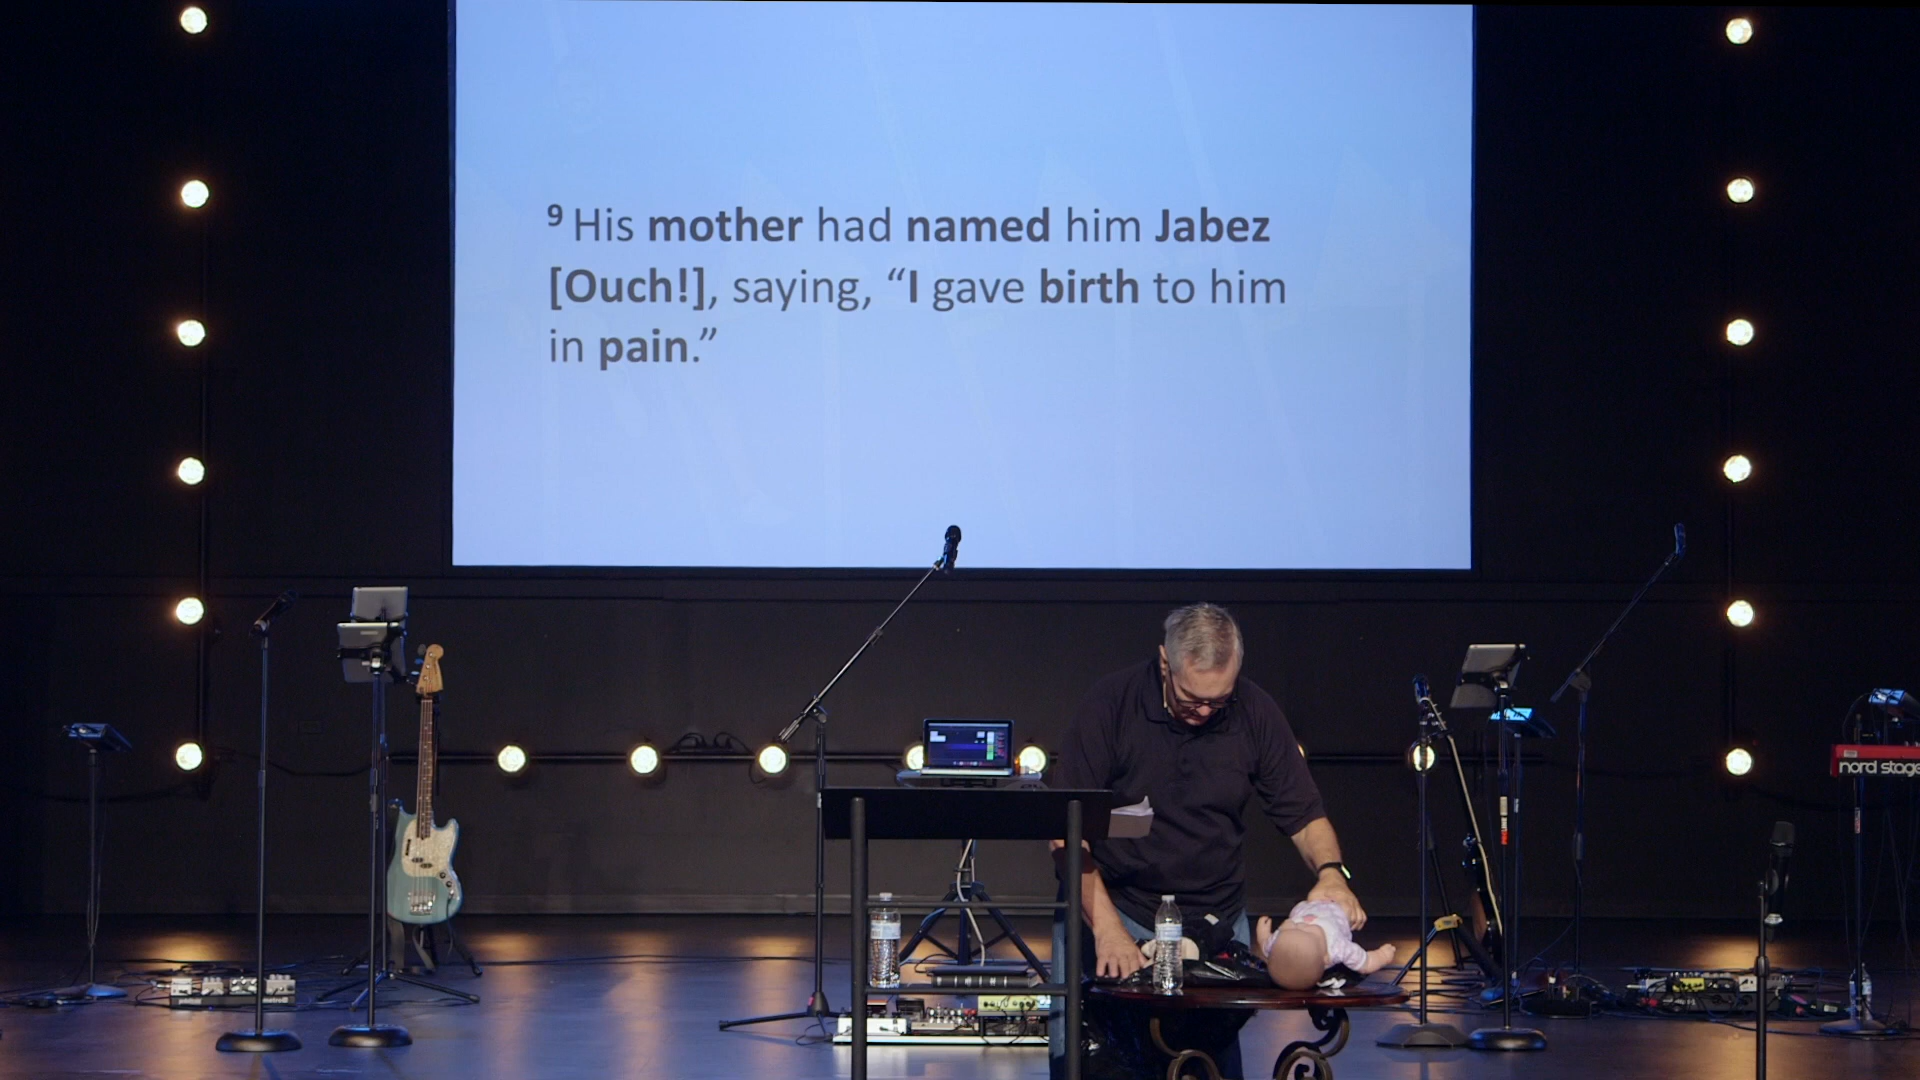 ⁹ His mother had named him Jabez
[Ouch!], saying, “I gave birth to him
in pain.”
nord stage